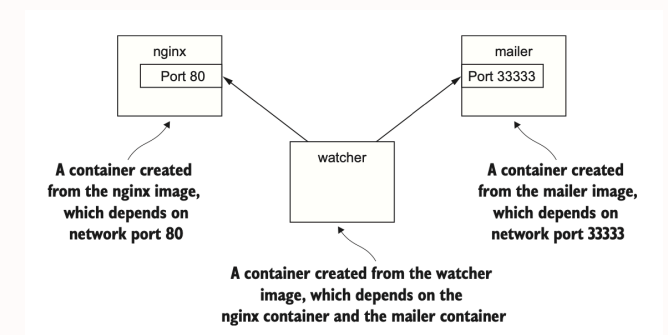 nginx
Port 80
mailer
Port 33333
watcher
A container created
from the nginx image,
which depends on
network port 80
A container created
from the mailer image,
which depends on
network port 33333
A container created from the watcher
image, which depends on the
nginx container and the mailer container